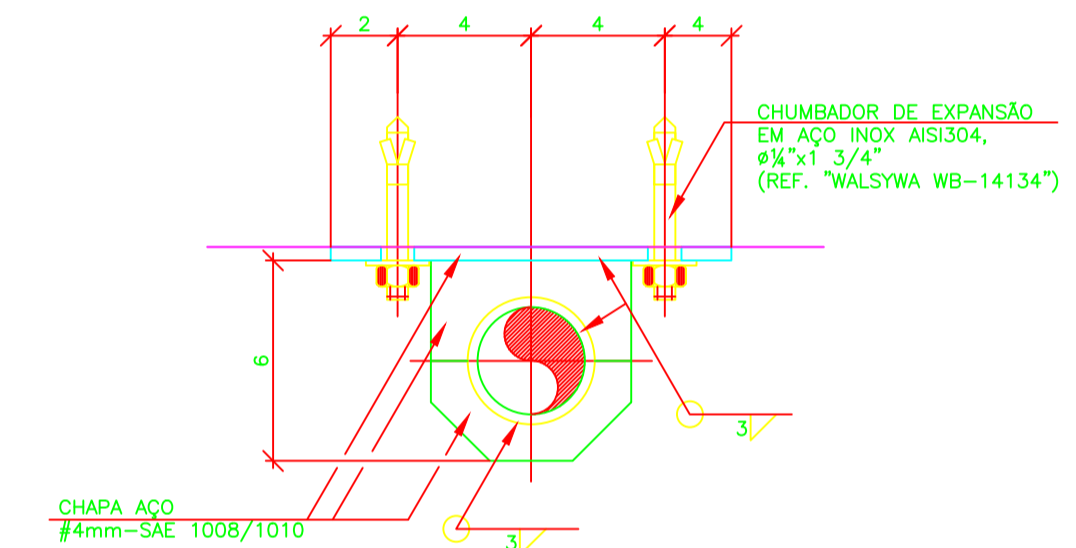 2 4 4 4
CHUMBADOR DE EXPANSÃO
EM AÇO INOX AISI304,
ø¼"x1 3/4"
(REF. "WALSYWA WB-14134")
6
3
CHAPA AÇO
#4mm-SAE 1008/1010
3